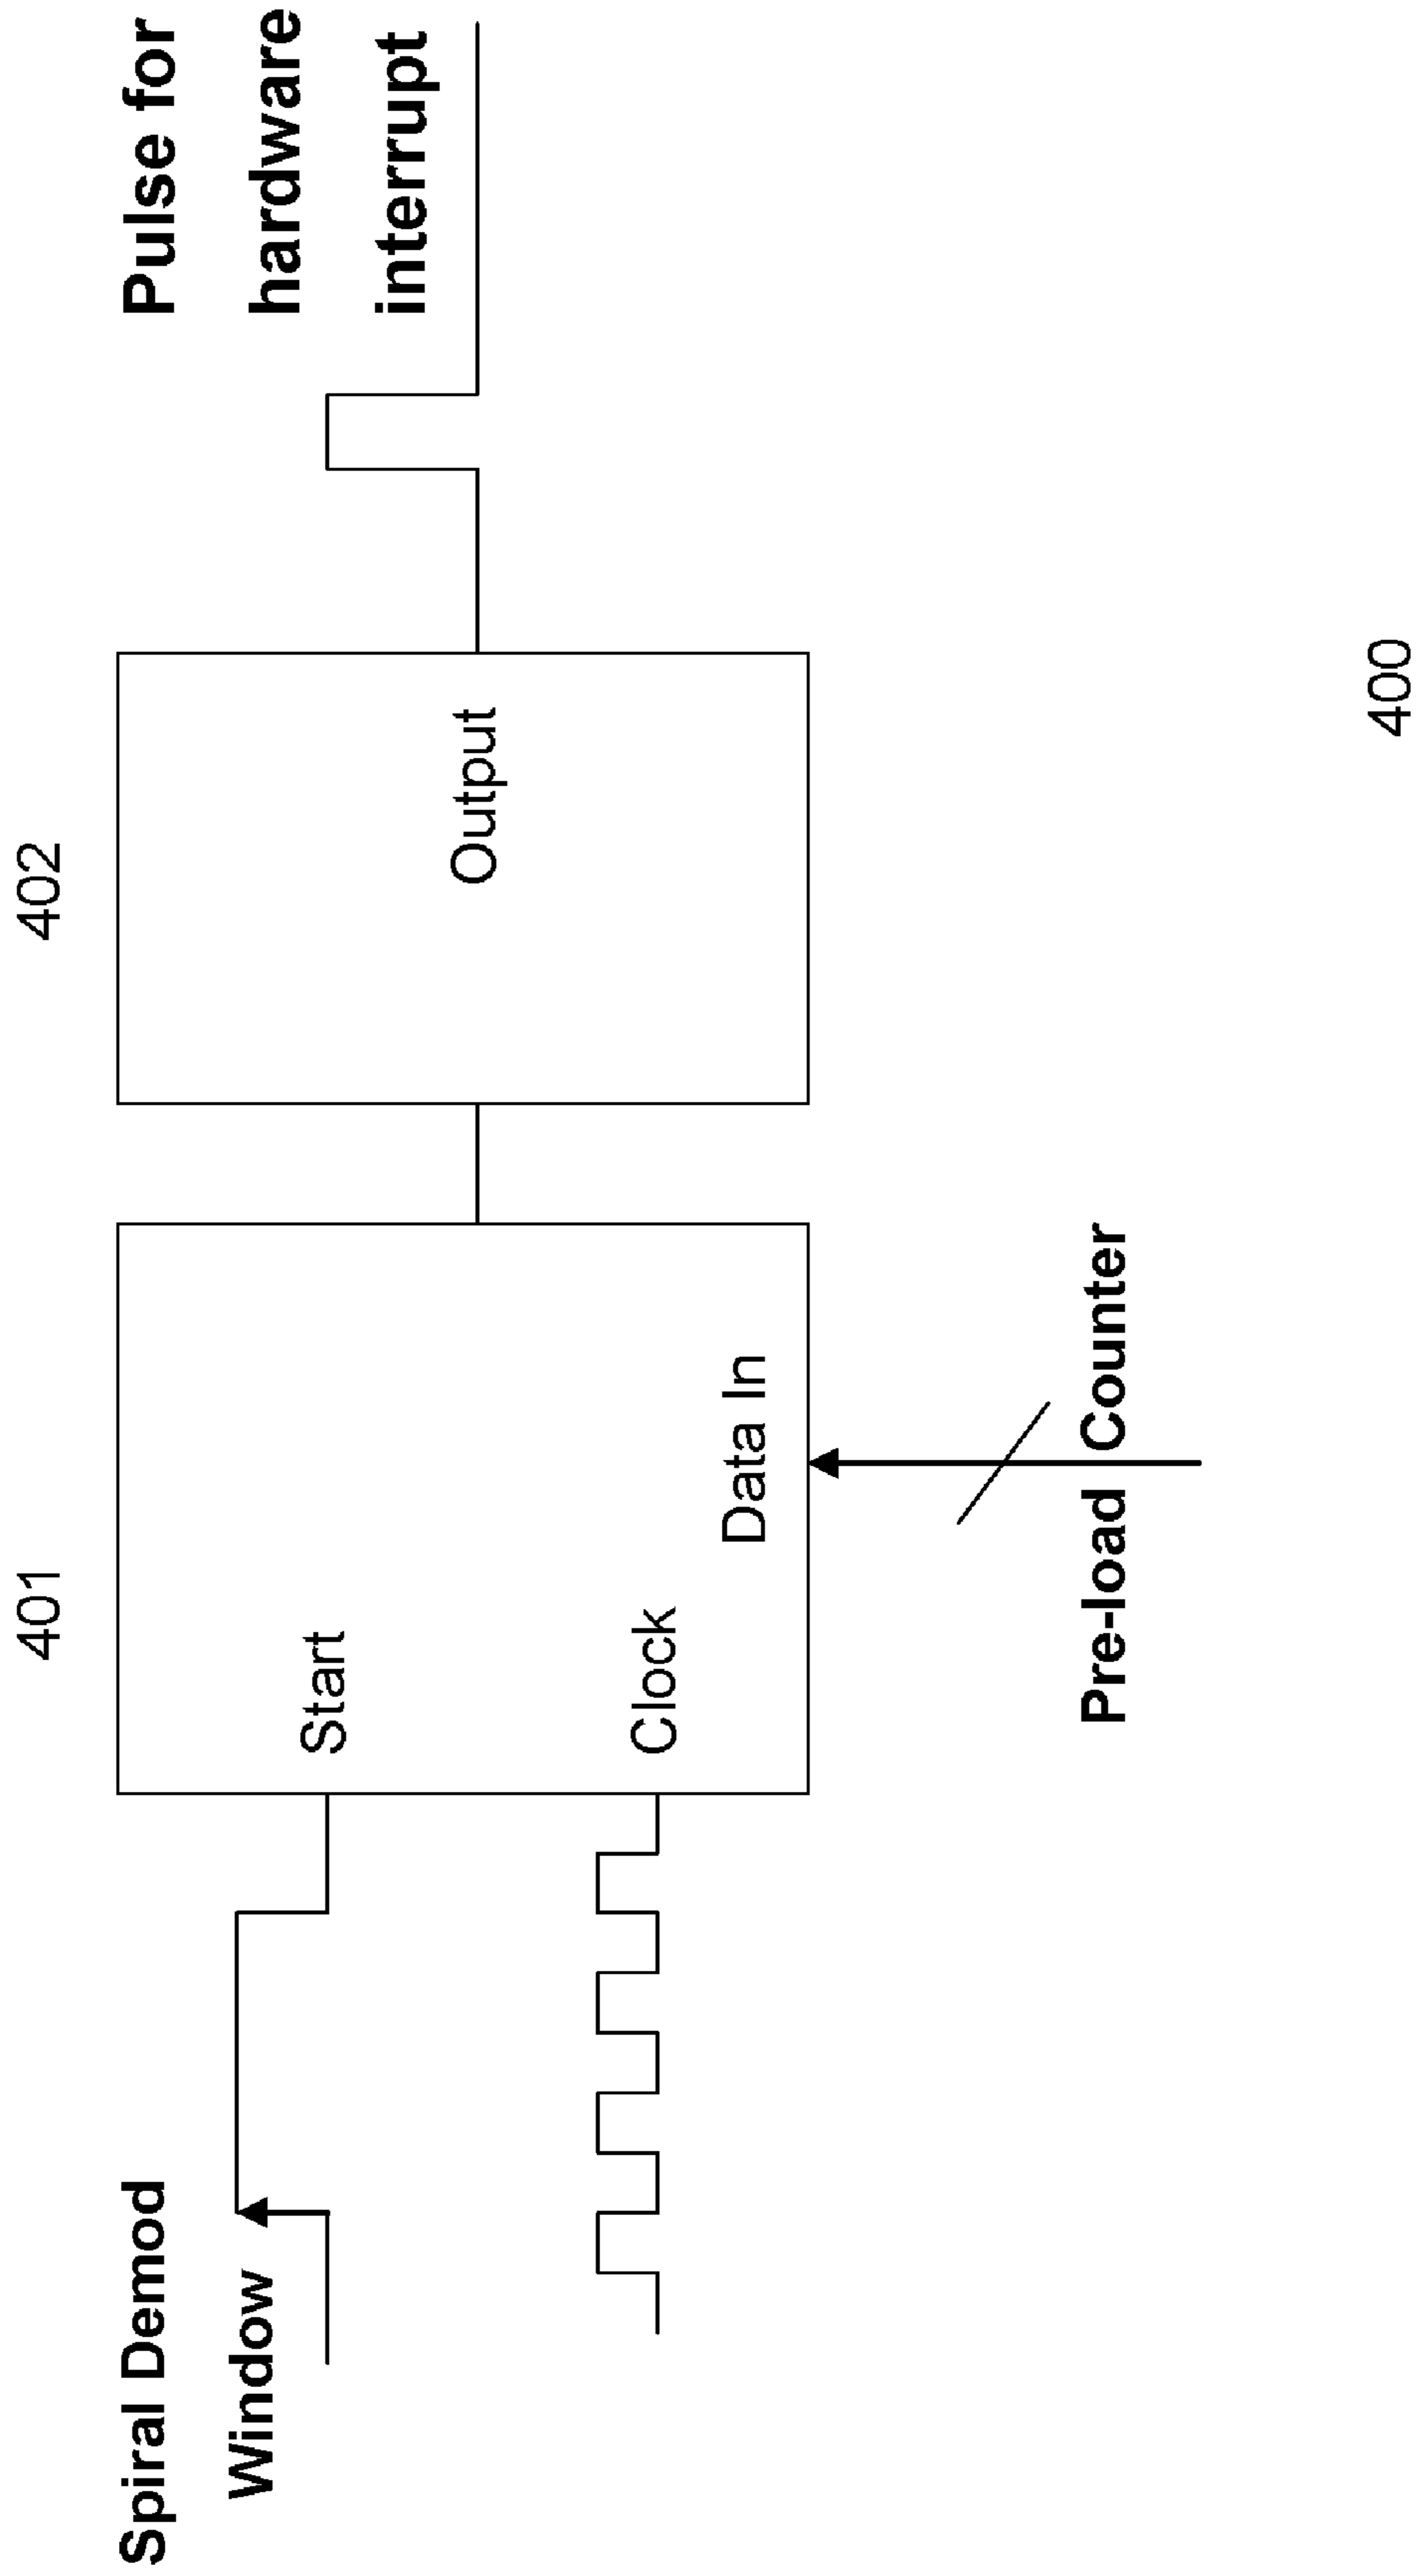 401
402
Spiral Demod
Window
Start
Clock
Data In
Output
Pulse for
hardware
interrupt
Pre-load Counter
400